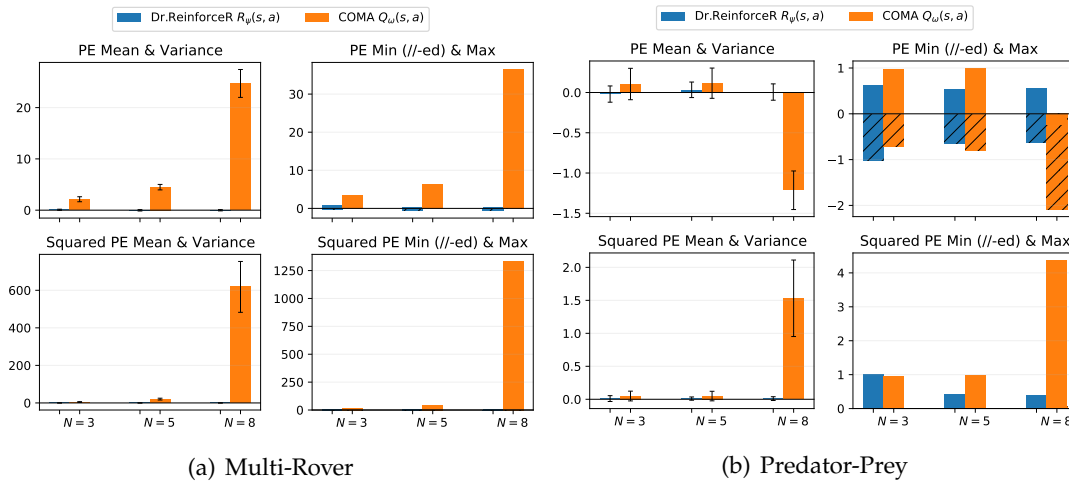 Dr.ReinforceR Rψ(s, a) COMA Qω(s, a)
PE Mean & Variance
20
10
0
PE Min (//-ed) & Max
30
20
10
0
Squared PE Mean & Variance
600
400
200
0
N = 3 N = 5 N = 8
Squared PE Min (//-ed) & Max
1250
1000
750
500
250
0
N = 3 N = 5 N = 8
(a) Multi-Rover
Dr.ReinforceR Rψ(s, a) COMA Qω(s, a)
PE Mean & Variance
0.0
−0.5
−1.0
−1.5
PE Min (//-ed) & Max
1
0
−1
−2
Squared PE Mean & Variance
2.0
1.5
1.0
0.5
0.0
N = 3 N = 5 N = 8
Squared PE Min (//-ed) & Max
4
3
2
1
0
N = 3 N = 5 N = 8
(b) Predator-Prey